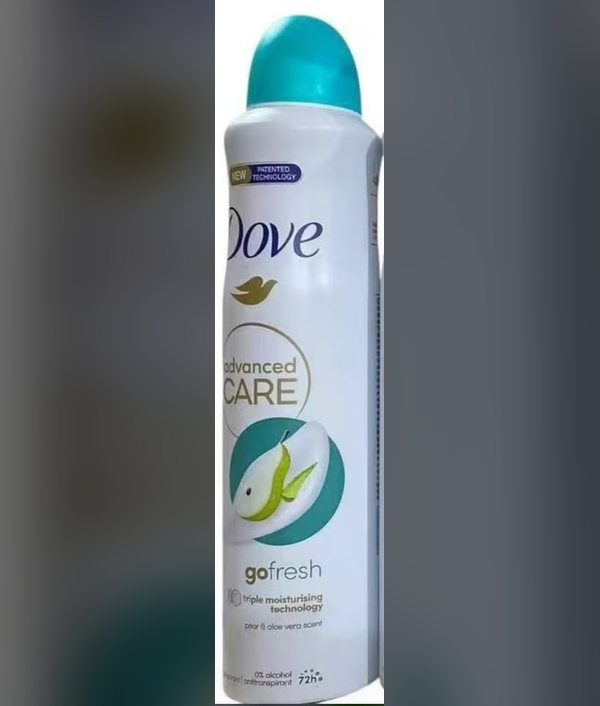 NEW PATENTED
TECHNOLOGY
Dove
advanced
CARE
gofresh
triple moisturising
technology
pear & aloe vera scent
0% alcohol
antitranspirant 72h